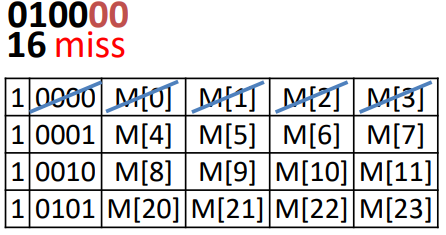 010000
16 miss
1 0000 M[0] M[1] M[2] M[3]
1 0001 M[4] M[5] M[6] M[7]
1 0010 M[8] M[9] M[10] M[11]
1 0101 M[20] M[21] M[22] M[23]